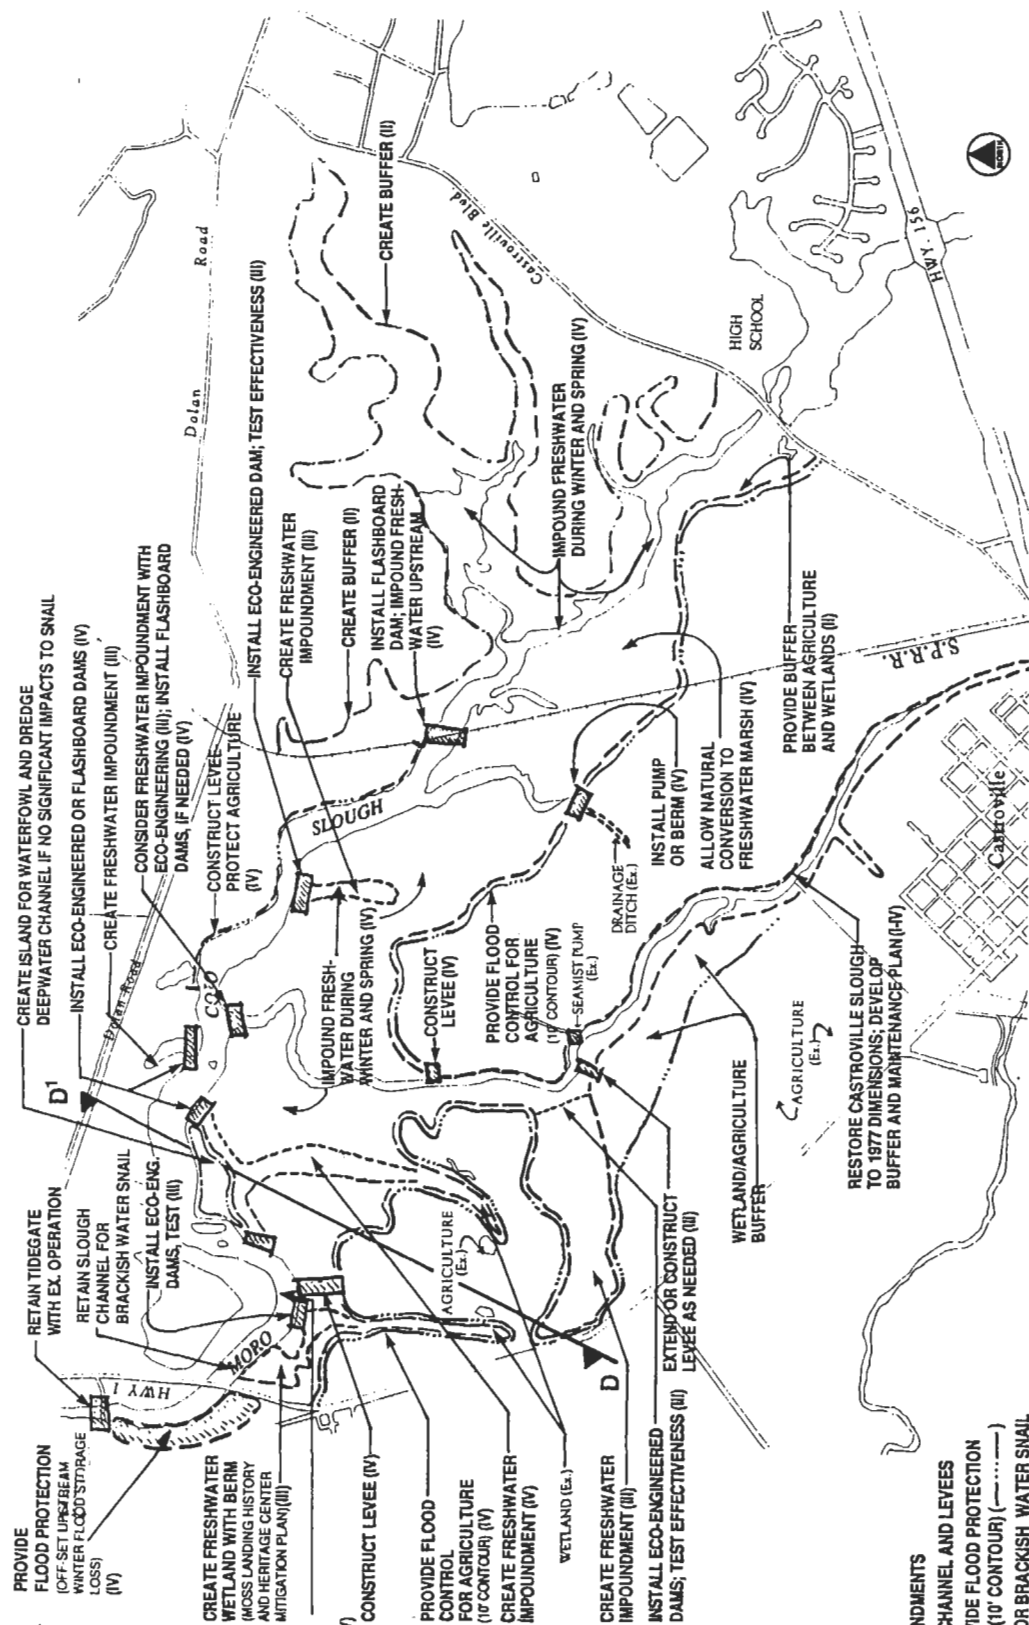 PROVIDE
FLOOD PROTECTION
(OFF-SET UPSTREAM
WINTER FLOOD STORAGE
LOSS)
(IV)
RETAIN TIDEGATE
WITH EX. OPERATION
RETAIN SLOUGH
CHANNEL FOR
BRACKISH WATER SNAIL
INSTALL ECO-ENG.
DAMS, TEST (III)
CREATE ISLAND FOR WATERFOWL AND DREDGE
DEEPWATER CHANNEL IF NO SIGNIFICANT IMPACTS TO SNAIL
INSTALL ECO-ENGINEERED OR FLASHBOARD DAMS (IV)
CREATE FRESHWATER IMPOUNDMENT (III)
CONSIDER FRESHWATER IMPOUNDMENT WITH
ECO-ENGINEERING (III); INSTALL FLASHBOARD
DAMS, IF NEEDED (IV)
CONSTRUCT LEVEE
PROTECT AGRICULTURE
(IV)
INSTALL ECO-ENGINEERED DAM; TEST EFFECTIVENESS (III)
CREATE FRESHWATER
IMPOUNDMENT (III)
CREATE BUFFER (II)
INSTALL FLASHBOARD
DAM; IMPOUND FRESH-
WATER UPSTREAM
(IV)
CREATE BUFFER (II)
Dolan Road
Dolan Road
D¹
HWY 1
MORO
COJO
SLOUGH
Castroville Blvd
IMPOUND FRESHWATER
DURING WINTER AND SPRING (IV)
HIGH
SCHOOL
HWY. 156
NORTH
IMPOUND FRESH-
WATER DURING
WINTER AND SPRING (IV)
CONSTRUCT
LEVEE (IV)
PROVIDE FLOOD
CONTROL FOR
AGRICULTURE
(1' CONTOUR) (IV)
SEAMIST PUMP
(Ex.)
DRAINAGE
DITCH (Ex.)
INSTALL PUMP
OR BERM (IV)
ALLOW NATURAL
CONVERSION TO
FRESHWATER MARSH (IV)
PROVIDE BUFFER
BETWEEN AGRICULTURE
AND WETLANDS (II)
S.P.R.R.
Castroville
AGRICULTURE
(Ex.)
AGRICULTURE
(Ex.)
RESTORE CASTROVILLE SLOUGH
TO 1977 DIMENSIONS; DEVELOP
BUFFER AND MAINTENANCE PLAN (I-IV)
WETLAND/AGRICULTURE
BUFFER
EXTEND OR CONSTRUCT
LEVEE AS NEEDED (III)
D
CREATE FRESHWATER
WETLAND WITH BERM
(MOSS LANDING HISTORY
AND HERITAGE CENTER
MITIGATION PLAN)(III)
CONSTRUCT LEVEE (IV)
PROVIDE FLOOD
CONTROL
FOR AGRICULTURE
(10' CONTOUR) (IV)
CREATE FRESHWATER
IMPOUNDMENT (IV)
WETLAND (Ex.)
CREATE FRESHWATER
IMPOUNDMENT (III)
INSTALL ECO-ENGINEERED
DAMS; TEST EFFECTIVENESS (III)
NDMENTS
CHANNEL AND LEVEES
VIDE FLOOD PROTECTION
(10' CONTOUR)
OR BRACKISH WATER SNAIL